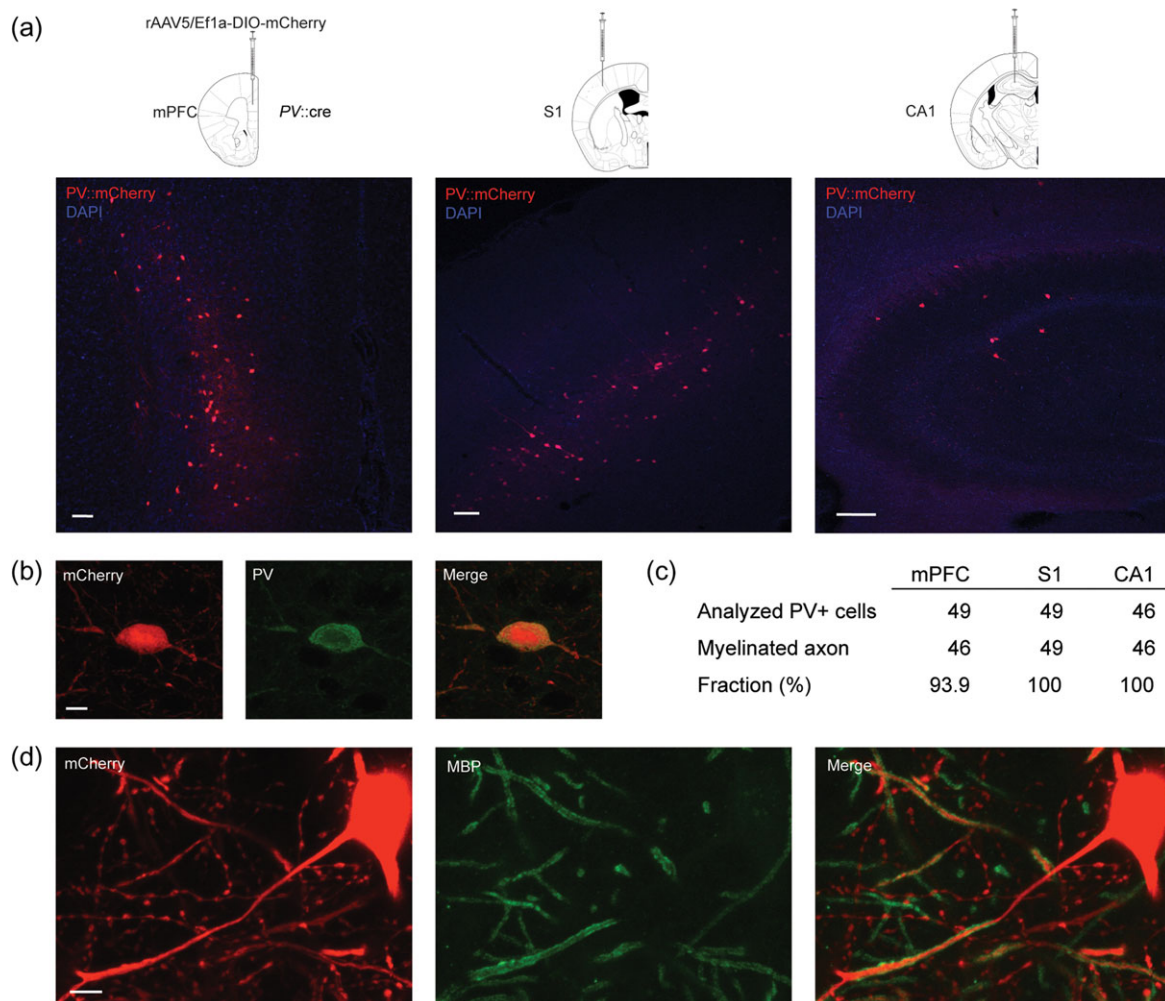 (a)
rAAV5/Ef1a-DIO-mCherry
mPFC
PV::cre
S1
CA1
PV::mCherry
DAPI
PV::mCherry
DAPI
PV::mCherry
DAPI
(b)
mCherry
PV
Merge
(c)
mPFC S1 CA1
Analyzed PV+ cells 49 49 46
Myelinated axon 46 49 46
Fraction (%) 93.9 100 100
(d)
mCherry
MBP
Merge